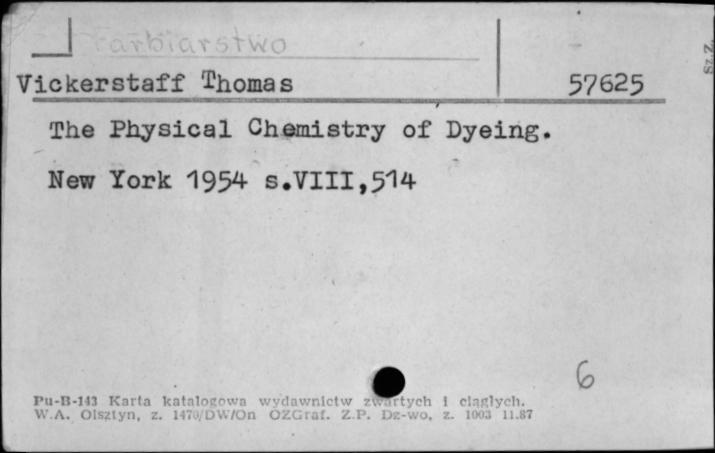 Farbiarstwo
Sz.Z.
Vickerstaff Thomas 57625
The Physical Chemistry of Dyeing.
New York 1954 s.VIII,514
6
Pu-B-143 Karta katalogowa wydawnictw zwartych i ciągłych.
W.A. Olsztyn, z. 1470/DW/On OZGraf. Z.P. Dz-wo, z. 1003 11.87